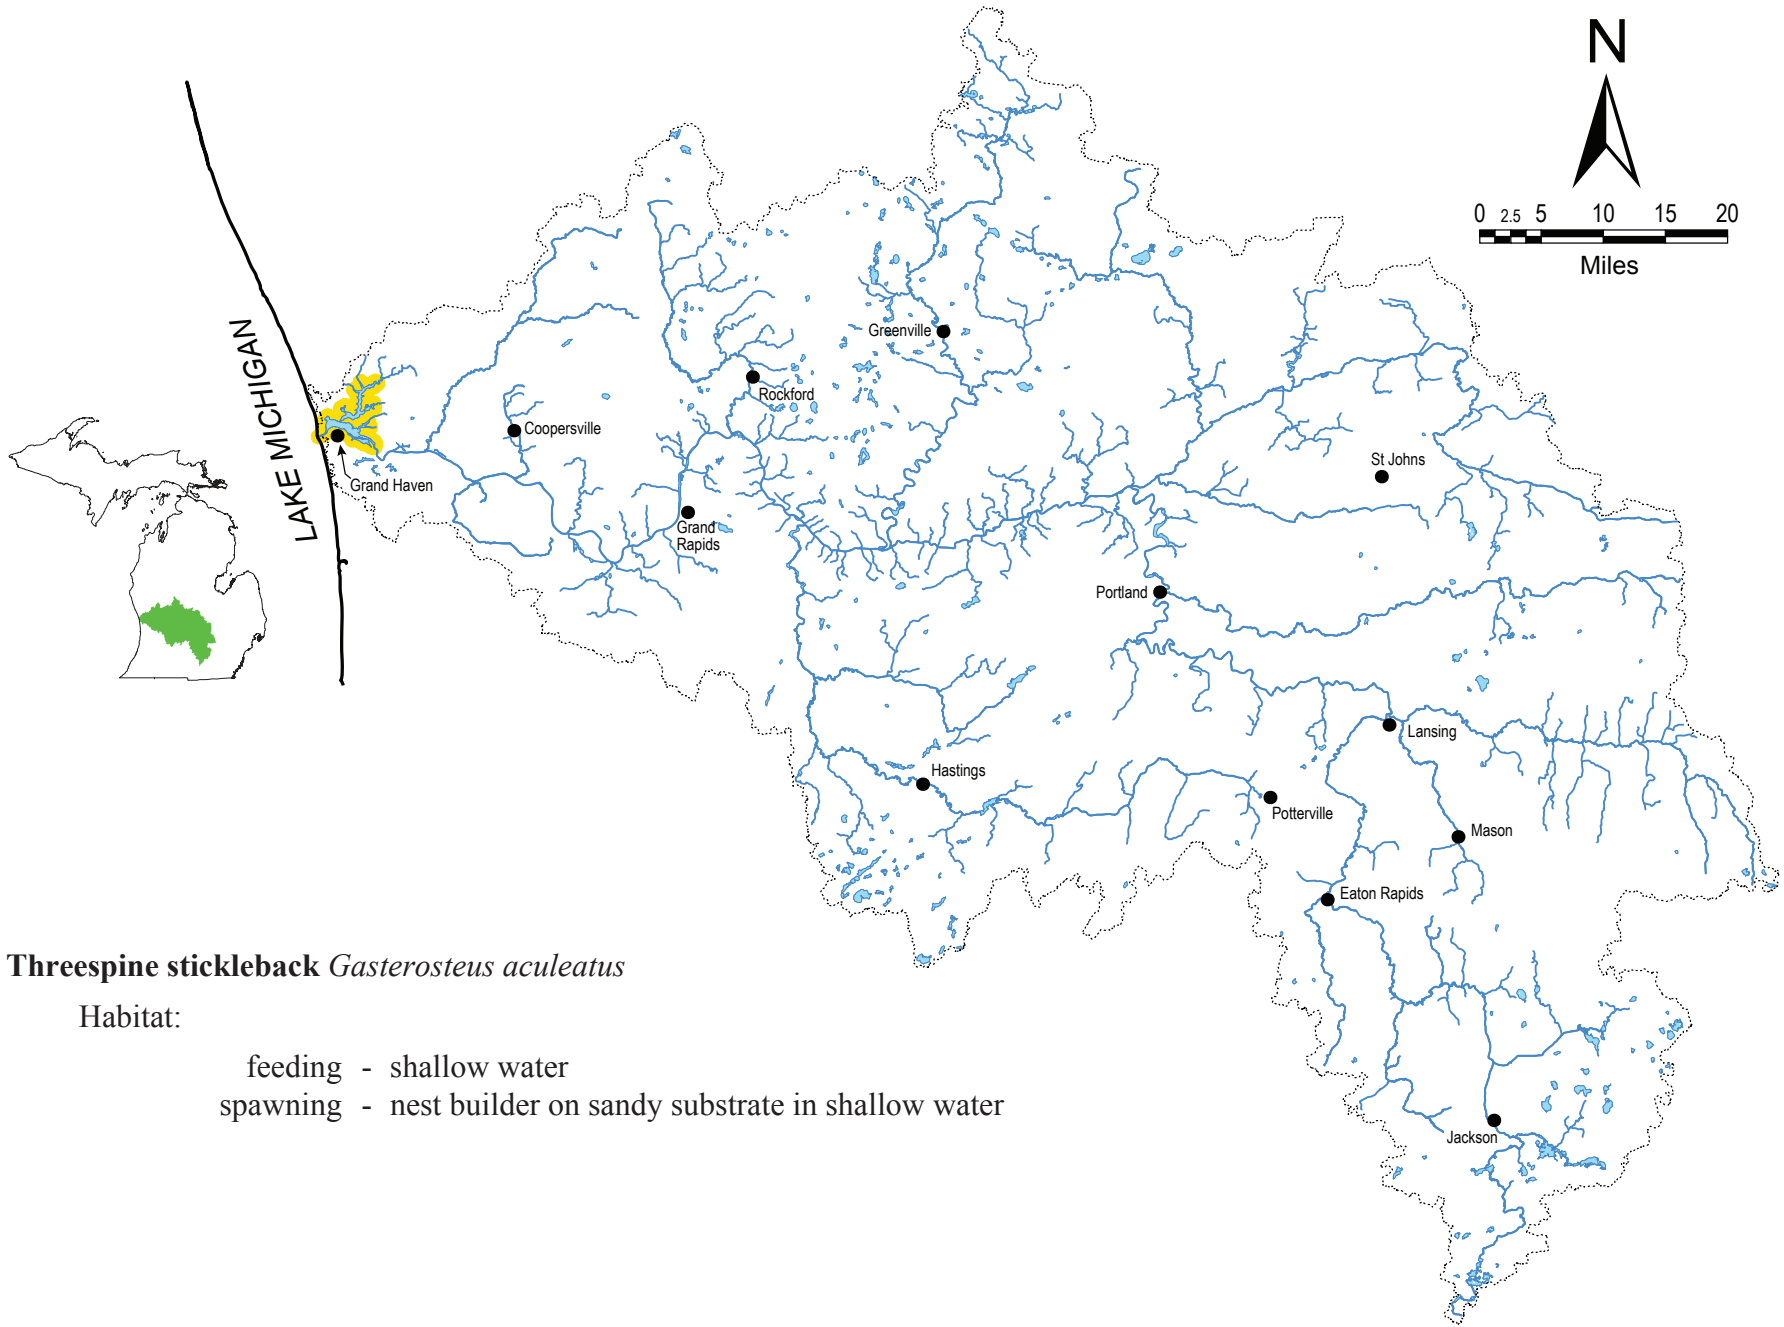 N
0 2.5 5 10 15 20
Miles
LAKE MICHIGAN
Greenville
Rockford
Coopersville
Grand Haven
St Johns
Grand
Rapids
Portland
Lansing
Hastings
Potterville
Mason
Eaton Rapids
Jackson
Threespine stickleback Gasterosteus aculeatus
Habitat:
feeding - shallow water
spawning - nest builder on sandy substrate in shallow water